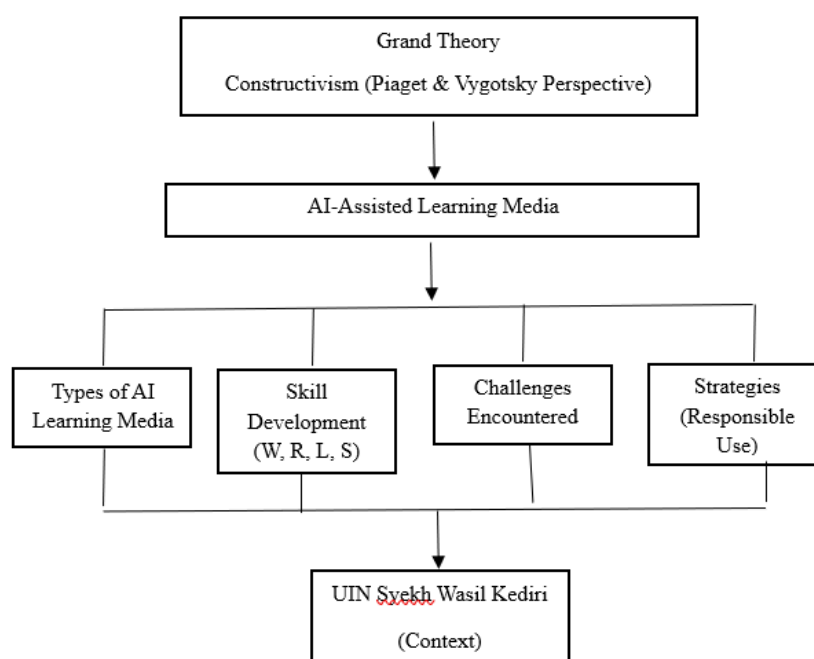 Grand Theory
Constructivism (Piaget & Vygotsky Perspective)
AI-Assisted Learning Media
Types of AI
Learning Media
Skill
Development
(W, R, L, S)
Challenges
Encountered
Strategies
(Responsible
Use)
UIN Syekh Wasil Kediri
(Context)